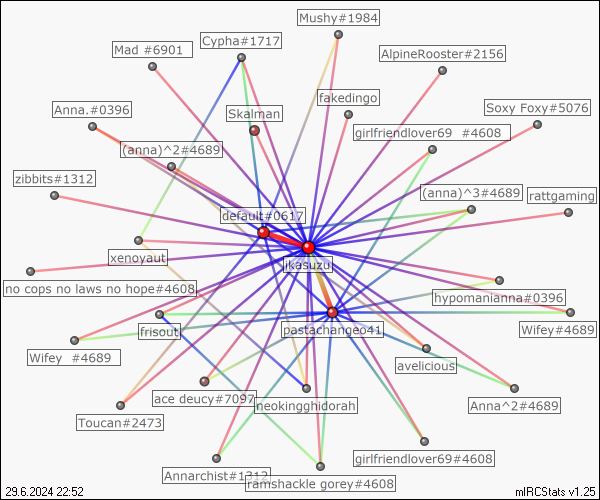 Mushy#1984
Cypha#1717
Mad #6901
AlpineRooster#2156
fakedingo
Anna.#0396
Skalman
Soxy Foxy#5076
girlfriendlover69 #4608
(anna)^2#4689
zibbits#1312
(anna)^3#4689
rattgaming
default#0617
xenoyaut
ikasuzu
no cops no laws no hope#4608
hypomanianna#0396
frisout
pastachangeo41
Wifey#4689
Wifey #4689
avelicious
ace deucy#7097
neokingghidorah
Anna^2#4689
Toucan#2473
girlfriendlover69#4608
Annarchist#1312
ramshackle gorey#4608
29.6.2024 22:52
mIRCStats v1.25